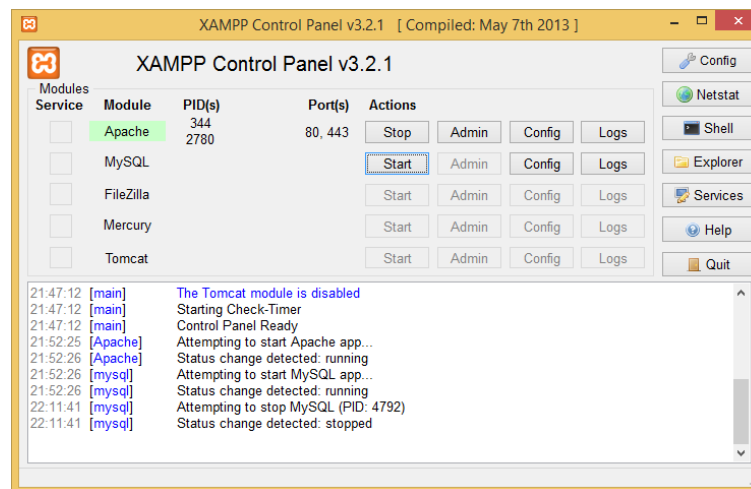 XAMPP Control Panel v3.2.1 [ Compiled: May 7th 2013 ]
XAMPP Control Panel v3.2.1
Config
Modules
Service Module PID(s) Port(s) Actions
Netstat
Apache 344 2780 80, 443 Stop Admin Config Logs
Shell
MySQL Start Admin Config Logs
Explorer
FileZilla Start Admin Config Logs
Services
Mercury Start Admin Config Logs
Help
Tomcat Start Admin Config Logs
Quit
21:47:12 [main] The Tomcat module is disabled
21:47:12 [main] Starting Check-Timer
21:47:12 [main] Control Panel Ready
21:52:25 [Apache] Attempting to start Apache app...
21:52:26 [Apache] Status change detected: running
21:52:26 [mysql] Attempting to start MySQL app...
21:52:26 [mysql] Status change detected: running
22:11:41 [mysql] Attempting to stop MySQL (PID: 4792)
22:11:41 [mysql] Status change detected: stopped